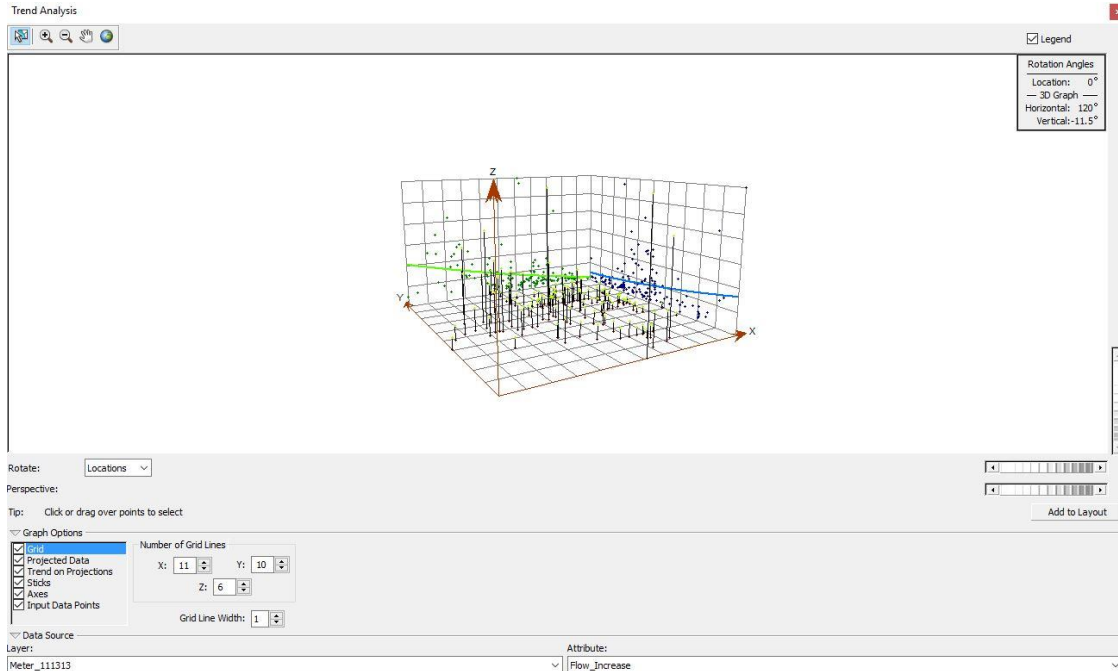 Trend Analysis
Legend
Rotation Angles
Location: 0°
3D Graph
Horizontal: 120°
Vertical:-11.5°
Z
Y
X
Rotate: Locations
Perspective:
Tip: Click or drag over points to select
Add to Layout
Graph Options
Grid
Projected Data
Trend on Projections
Sticks
Axes
Input Data Points
Number of Grid Lines
X: 11 Y: 10
Z: 6
Grid Line Width: 1
Data Source
Layer: Attribute:
Meter_111313 Flow_Increase